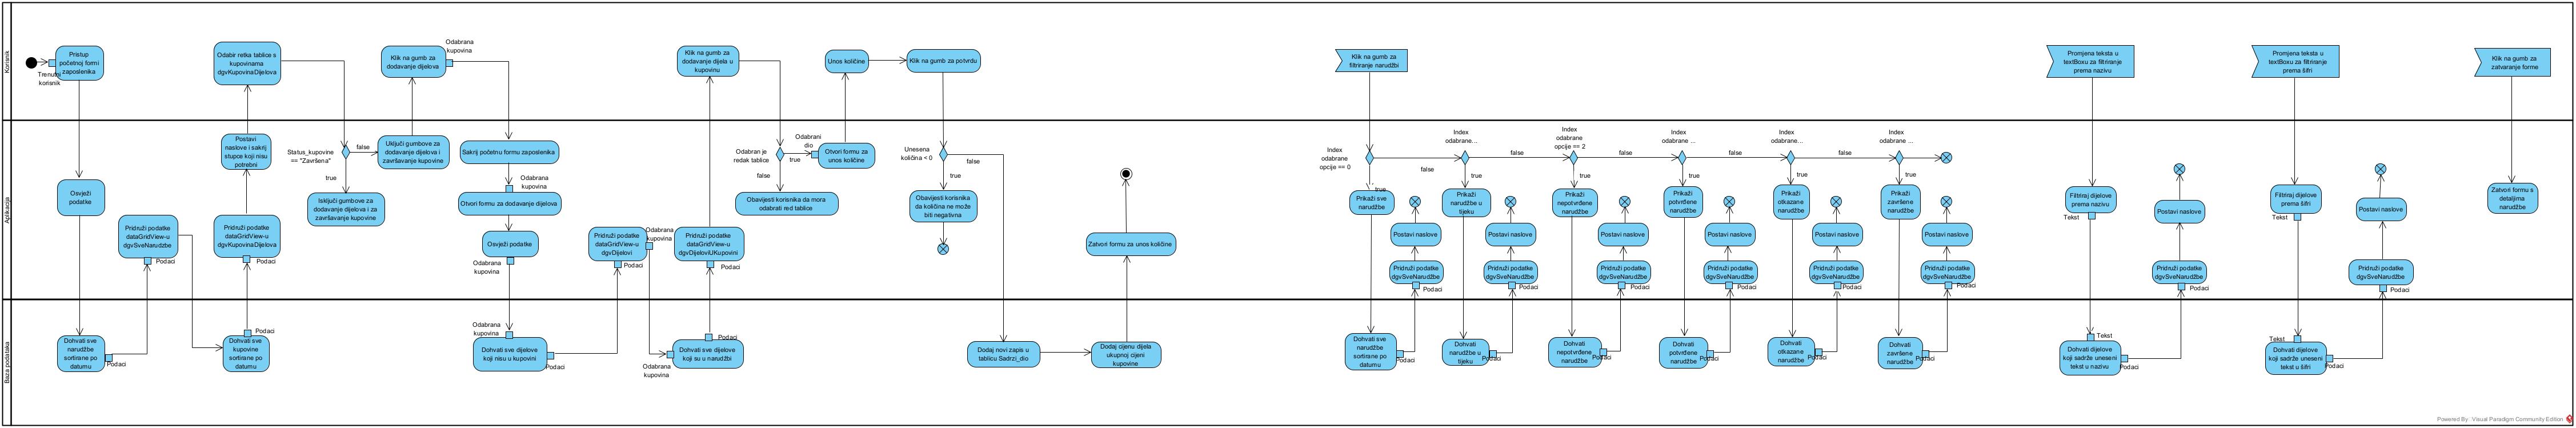 Korisnik
Pristup
početnoj formi
zaposlenika
Trenutni
korisnik
Odabir retka tablice s
kupovinama
dgvKupovinaDijelova
Klik na gumb za
dodavanje dijelova
Odabrana
kupovina
Klik na gumb za
dodavanje dijela u
kupovinu
Unos količine
Klik na gumb za potvrdu
Klik na gumb za
filtriranje narudžbi
Promjena teksta u
textBoxu za filtriranje
prema nazivu
Promjena teksta u
textBoxu za filtriranje
prema šifri
Klik na gumb za
zatvaranje forme
Aplikacija
Osvježi
podatke
Pridruži podatke
dataGridView-u
dgvSveNarudzbe
Podaci
Postavi
naslove i sakrij
stupce koji nisu
potrebni
Pridruži podatke
dataGridView-u
dgvKupovinaDijelova
Podaci
Status_kupovine
== "Završena"
false
true
Uključi gumbove za
dodavanje dijelova i
završavanje kupovine
Isključi gumbove za
dodavanje dijelova i za
završavanje kupovine
Sakrij početnu formu zaposlenika
Odabrana
kupovina
Otvori formu za dodavanje dijelova
Osvježi podatke
Odabrana
kupovina
Pridruži podatke
dataGridView-u
dgvDijelovi
Podaci
Odabrana
kupovina
Pridruži podatke
dataGridView-u
dgvDijeloviUKupovini
Podaci
Odabran je
redak tablice
true
false
Odabrani
dio
Otvori formu za
unos količine
Obavijesti korisnika da mora
odabrati red tablice
Unesena
količina < 0
false
true
Obavijesti korisnika
da količina ne može
biti negativna
Zatvori formu za unos količine
Index
odabrane
opcije == 0
true
false
Prikaži sve
narudžbe
Postavi naslove
Pridruži podatke
dgvSveNarudžbe
Podaci
Index
odabrane...
false
true
Prikaži
narudžbe u
tijeku
Postavi naslove
Pridruži podatke
dgvSveNarudžbe
Podaci
Index
odabrane
opcije == 2
false
true
Prikaži
nepotvrđene
narudžbe
Postavi naslove
Pridruži podatke
dgvSveNarudžbe
Podaci
Index
odabrane ...
false
true
Prikaži
potvrđene
narudžbe
Postavi naslove
Pridruži podatke
dgvSveNarudžbe
Podaci
Index
odabrane...
false
true
Prikaži
otkazane
narudžbe
Postavi naslove
Pridruži podatke
dgvSveNarudžbe
Podaci
Index
odabrane ...
true
Prikaži
završene
narudžbe
Postavi naslove
Pridruži podatke
dgvSveNarudžbe
Podaci
Filtriraj dijelove
prema nazivu
Tekst
Postavi naslove
Pridruži podatke
dgvSveNarudžbe
Podaci
Filtriraj dijelove
prema šifri
Tekst
Postavi naslove
Pridruži podatke
dgvSveNarudžbe
Podaci
Zatvori formu s
detaljima
narudžbe
Baza podataka
Dohvati sve
narudžbe
sortirane po
datumu
Podaci
Podaci
Dohvati sve
kupovine
sortirane po
datumu
Odabrana
kupovina
Dohvati sve dijelove
koji nisu u kupovini
Podaci
Odabrana
kupovina
Podaci
Dohvati sve dijelove
koji su u narudžbi
Dodaj novi zapis u
tablicu Sadrzi_dio
Dodaj cijenu dijela
ukupnoj cijeni
kupovine
Dohvati sve
narudžbe
sortirane po
datumu
Podaci
Dohvati
narudžbe u
tijeku
Podaci
Dohvati
nepotvrđene
narudžbe
Podaci
Dohvati
potvrđene
narudžbe
Podaci
Dohvati
otkazane
narudžbe
Podaci
Dohvati
završene
narudžbe
Podaci
Tekst
Dohvati dijelove
koji sadrže uneseni
tekst u nazivu
Podaci
Tekst
Dohvati dijelove
koji sadrže uneseni
tekst u šifri
Podaci
Powered By Visual Paradigm Community Edition